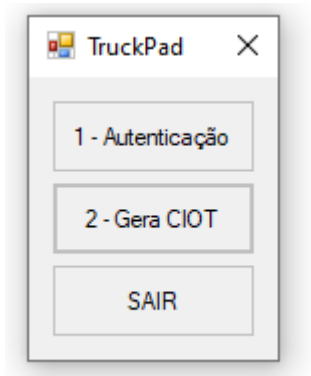 TruckPad
1 - Autenticação
2 - Gera CIOT
SAIR